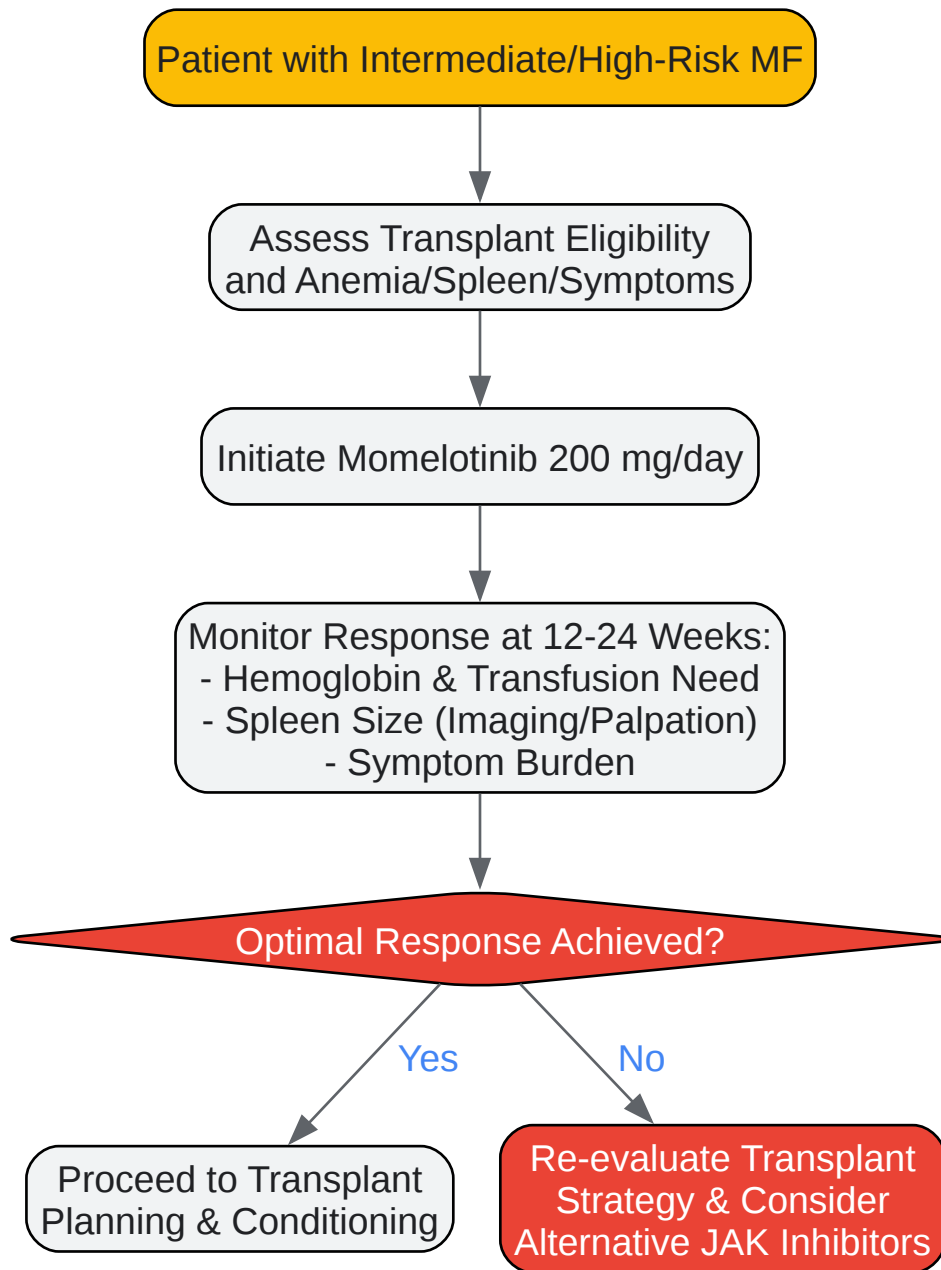 Patient with Intermediate/High-Risk MF
Assess Transplant Eligibility
and Anemia/Spleen/Symptoms
Initiate Momelotinib 200 mg/day
Monitor Response at 12-24 Weeks:
- Hemoglobin & Transfusion Need
- Spleen Size (Imaging/Palpation)
- Symptom Burden
Optimal Response Achieved?
Yes
No
Proceed to Transplant
Planning & Conditioning
Re-evaluate Transplant
Strategy & Consider
Alternative JAK Inhibitors